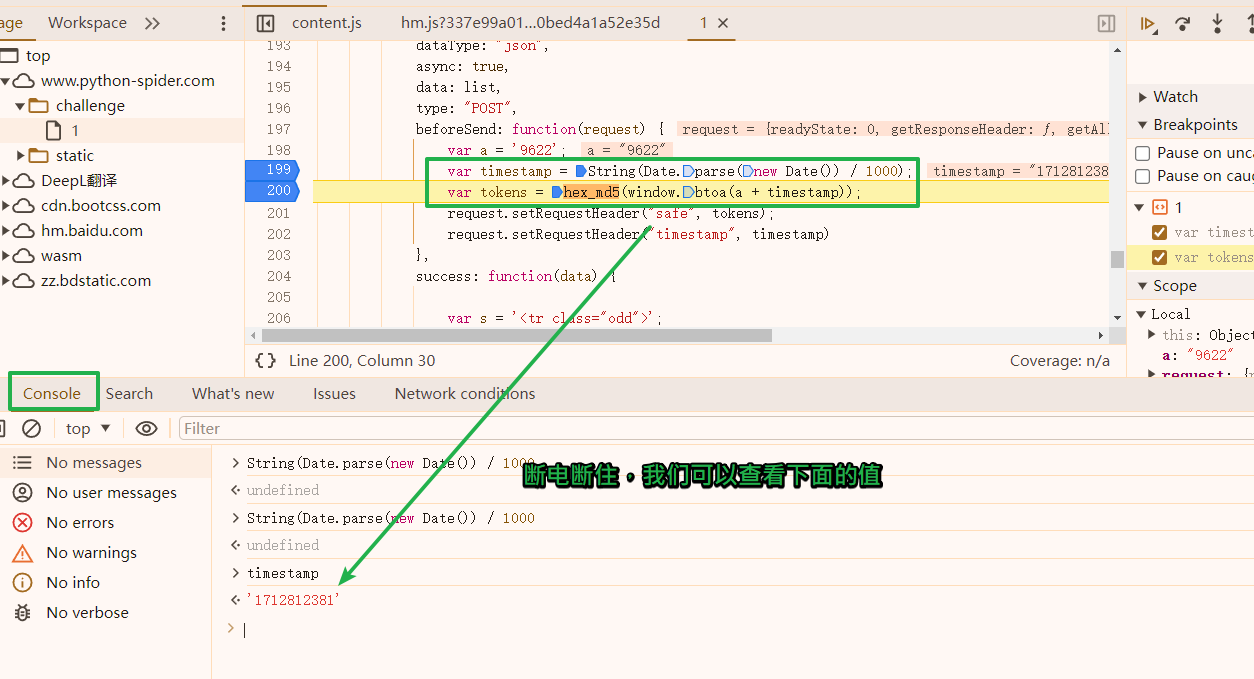 age Workspace
content.js hm.js?337e99a01...0bed4a1a52e35d 1
top
www.python-spider.com
challenge
1
static
DeepL翻译
cdn.bootcss.com
hm.baidu.com
wasm
zz.bdstatic.com
193 dataType: "json",
194 async: true,
195 data: list,
196 type: "POST",
197 beforeSend: function(request) { request = {readyState: 0, getResponseHeader: ƒ, getAll
198 var a = '9622'; a = "9622"
199 var timestamp = String(Date.parse(new Date()) / 1000); timestamp = "171281238
200 var tokens = hex_md5(window.btoa(a + timestamp));
201 request.setRequestHeader("safe", tokens);
202 request.setRequestHeader("timestamp", timestamp)
203 },
204 success: function(data) {
205
206 var s = '<tr class="odd">';
{} Line 200, Column 30 Coverage: n/a
Watch
Breakpoints
Pause on unca
Pause on caug
1
var timest
var tokens
Scope
Local
this: Object
a: "9622"
request: {r
Console Search What's new Issues Network conditions
top Filter
No messages
No user messages
No errors
No warnings
No info
No verbose
> String(Date.parse(new Date()) / 1000
undefined
> String(Date.parse(new Date()) / 1000
undefined
> timestamp
'1712812381'
>
断电断住，我们可以查看下面的值